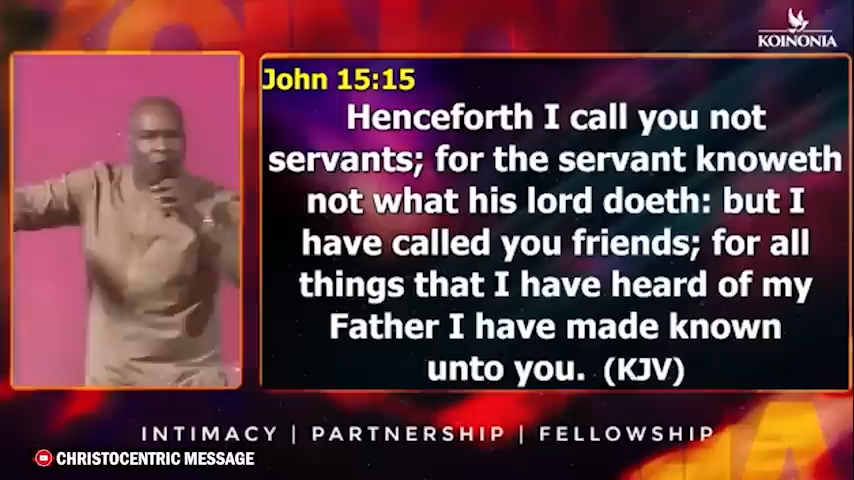 KOINONIA
John 15:15
Henceforth I call you not
servants; for the servant knoweth
not what his lord doeth: but I
have called you friends; for all
things that I have heard of my
Father I have made known
unto you. (KJV)
INTIMACY | PARTNERSHIP | FELLOWSHIP
CHRISTOCENTRIC MESSAGE